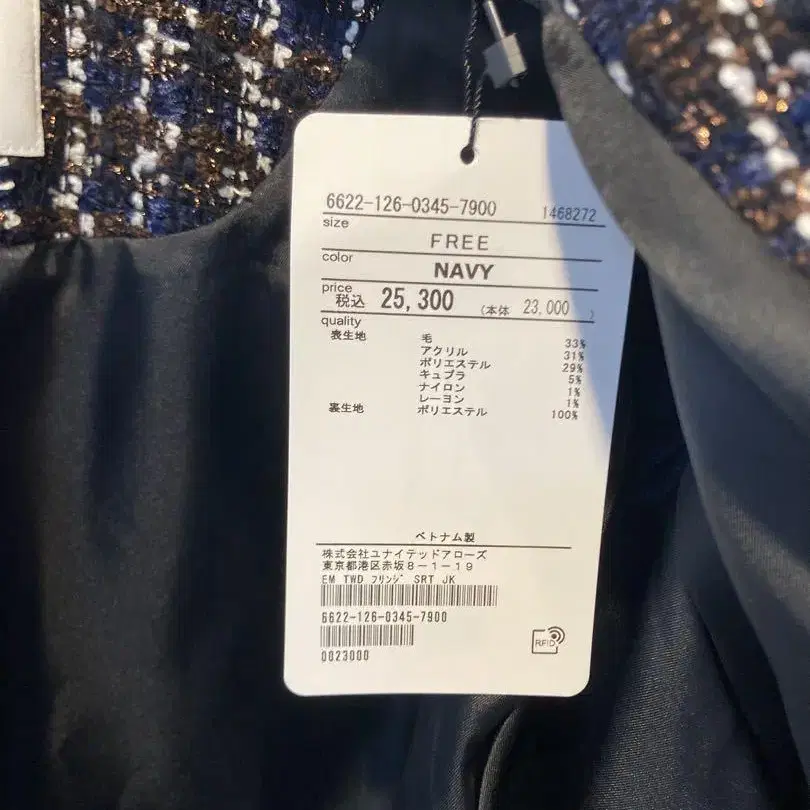 6622-126-0345-7900 1468272
size
FREE
color
NAVY
price
税込 25,300 (本体 23,000 )
quality
表生地 毛 33%
アクリル 31%
ポリエステル 29%
キュプラ 5%
ナイロン 1%
レーヨン 1%
裏生地 ポリエステル 100%
ベトナム製
株式会社ユナイテッドアローズ
東京都港区赤坂8-1-19
EM TWD フリンジ SRT JK
6622-126-0345-7900
0023000
RFID